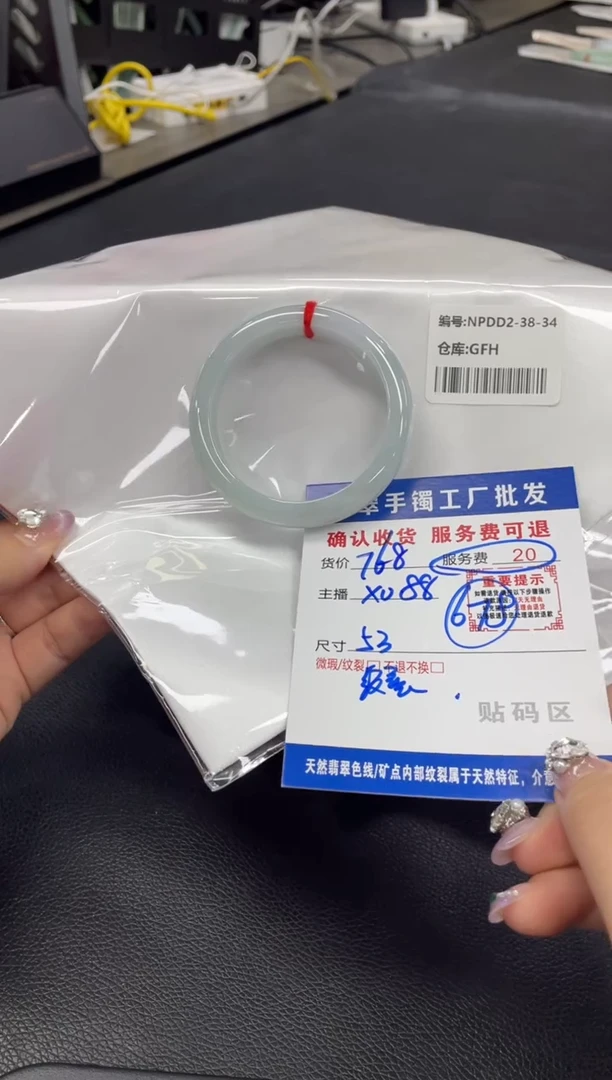 编号:NPDD2-38-34
仓库:GFH
翠手镯工厂批发
确认收货 服务费可退
货价 768 服务费 20
主播 XU88
重要提示
尺寸 53
微瑕/纹裂□ 不退不换□
贴码区
天然翡翠色线/矿点内部纹裂属于天然特征，介意